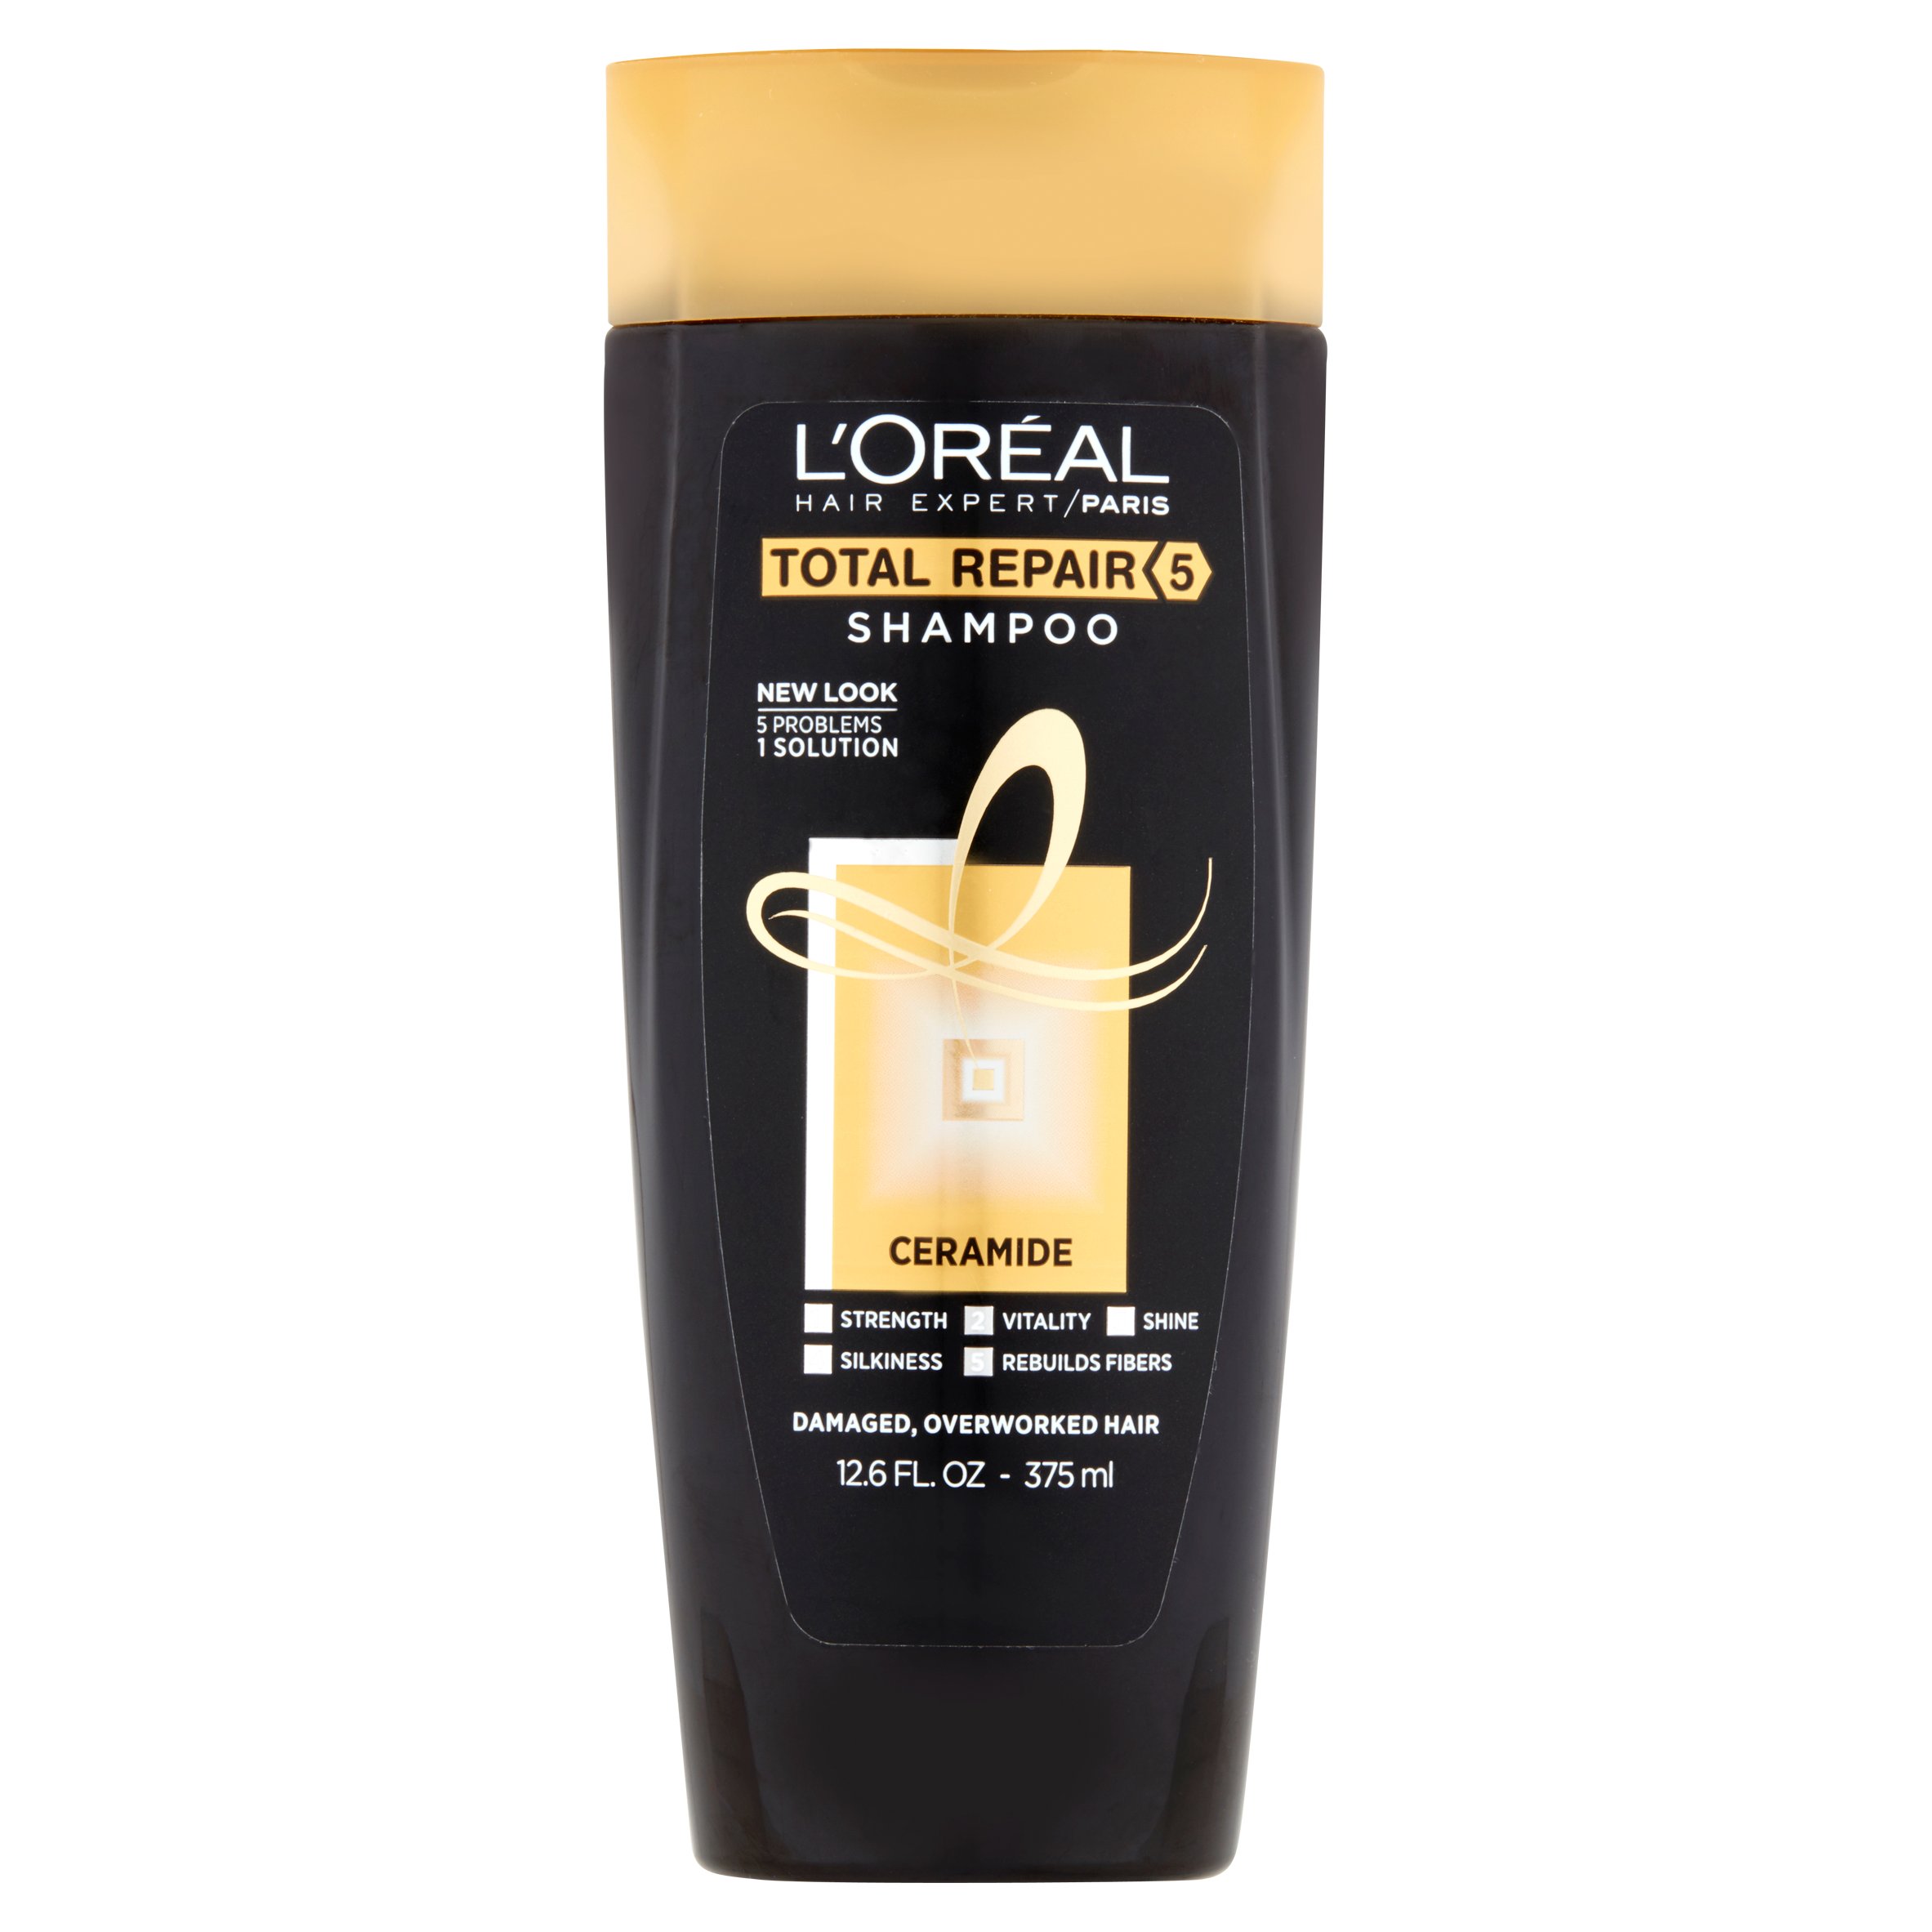 L'ORÉAL
HAIR EXPERT/PARIS
TOTAL REPAIR 5
SHAMPOO
NEW LOOK
5 PROBLEMS
1 SOLUTION
CERAMIDE
STRENGTH 2 VITALITY SHINE
SILKINESS 5 REBUILDS FIBERS
DAMAGED, OVERWORKED HAIR
12.6 FL. OZ - 375 ml